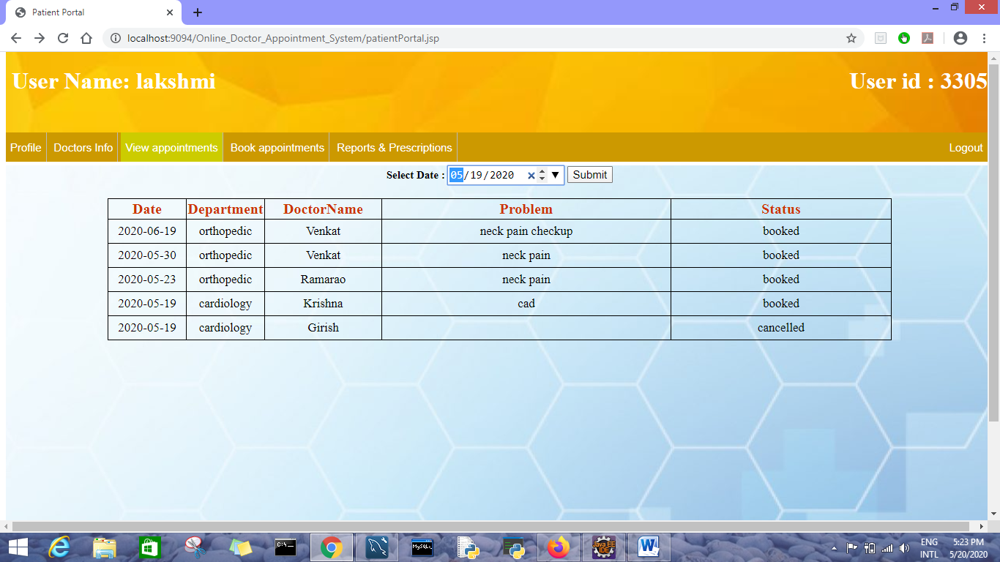 Patient Portal
localhost:9094/Online_Doctor_Appointment_System/patientPortal.jsp
User Name: lakshmi User id : 3305
Profile Doctors Info View appointments Book appointments Reports & Prescriptions Logout
Select Date : 05/19/2020 Submit
Date Department DoctorName Problem Status
2020-06-19 orthopedic Venkat neck pain checkup booked
2020-05-30 orthopedic Venkat neck pain booked
2020-05-23 orthopedic Ramarao neck pain booked
2020-05-19 cardiology Krishna cad booked
2020-05-19 cardiology Girish cancelled
C:\
MySQL
Java EE
IDE
W
ENG 5:23 PM
INTL 5/20/2020